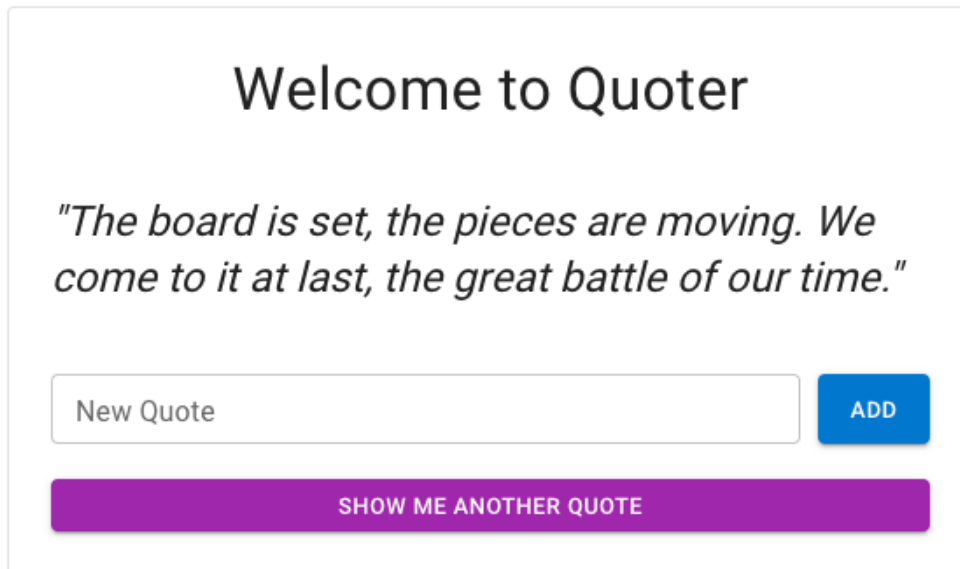 Welcome to Quoter
"The board is set, the pieces are moving. We
come to it at last, the great battle of our time."
New Quote
ADD
SHOW ME ANOTHER QUOTE